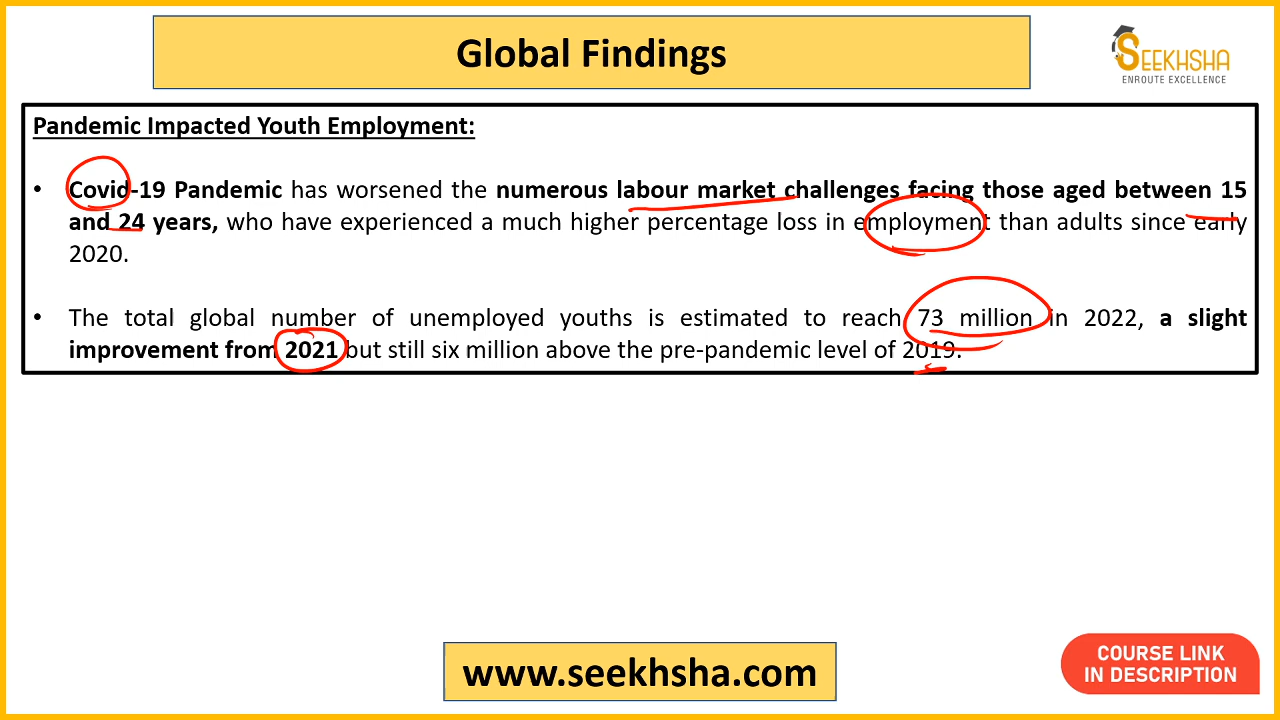 Global Findings
SEEKHSHA
ENROUTE EXCELLENCE
Pandemic Impacted Youth Employment:
• Covid-19 Pandemic has worsened the numerous labour market challenges facing those aged between 15
and 24 years, who have experienced a much higher percentage loss in employment than adults since early
2020.
• The total global number of unemployed youths is estimated to reach 73 million in 2022, a slight
improvement from 2021 but still six million above the pre-pandemic level of 2019.
www.seekhsha.com
COURSE LINK
IN DESCRIPTION